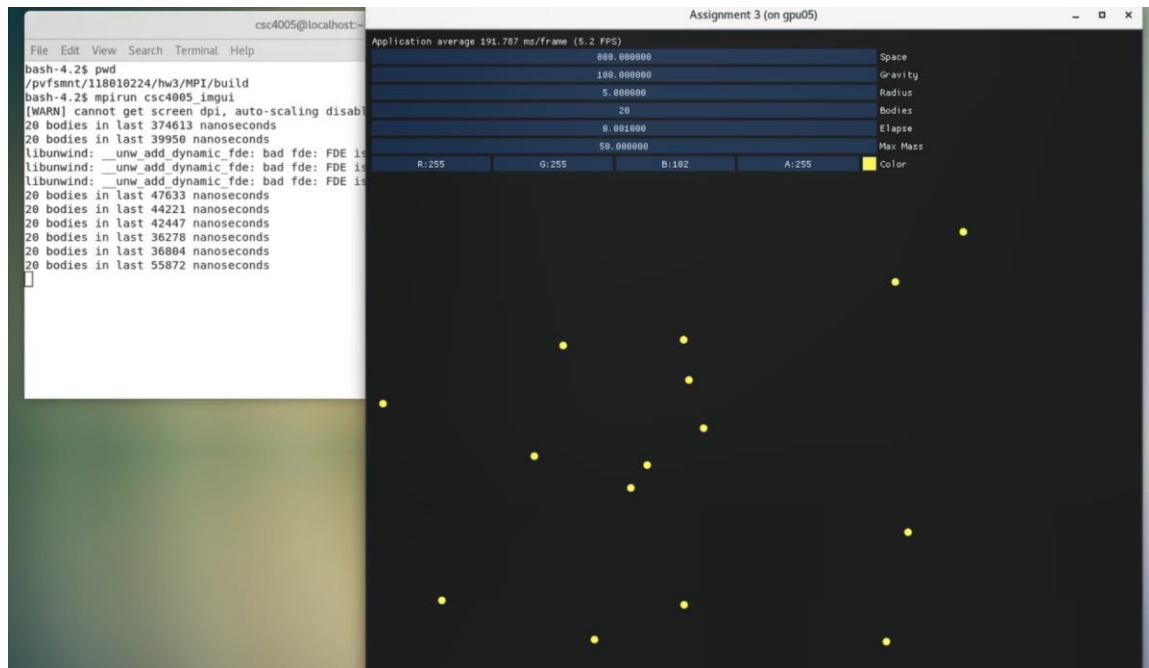 csc4005@localhost:~
File Edit View Search Terminal Help
bash-4.2$ pwd
/pvfsmnt/118010224/hw3/MPI/build
bash-4.2$ mpirun csc4005_imgui
[WARN] cannot get screen dpi, auto-scaling disabl
20 bodies in last 374613 nanoseconds
20 bodies in last 39950 nanoseconds
libunwind: __unw_add_dynamic_fde: bad fde: FDE is
libunwind: __unw_add_dynamic_fde: bad fde: FDE is
libunwind: __unw_add_dynamic_fde: bad fde: FDE is
20 bodies in last 47633 nanoseconds
20 bodies in last 44221 nanoseconds
20 bodies in last 42447 nanoseconds
20 bodies in last 36278 nanoseconds
20 bodies in last 36804 nanoseconds
20 bodies in last 55872 nanoseconds
Assignment 3 (on gpu05)
Application average 191.787 ms/frame (5.2 FPS)
800.000000 Space
100.000000 Gravity
5.000000 Radius
20 Bodies
0.001000 Elapse
50.000000 Max Mass
R:255 G:255 B:102 A:255 Color